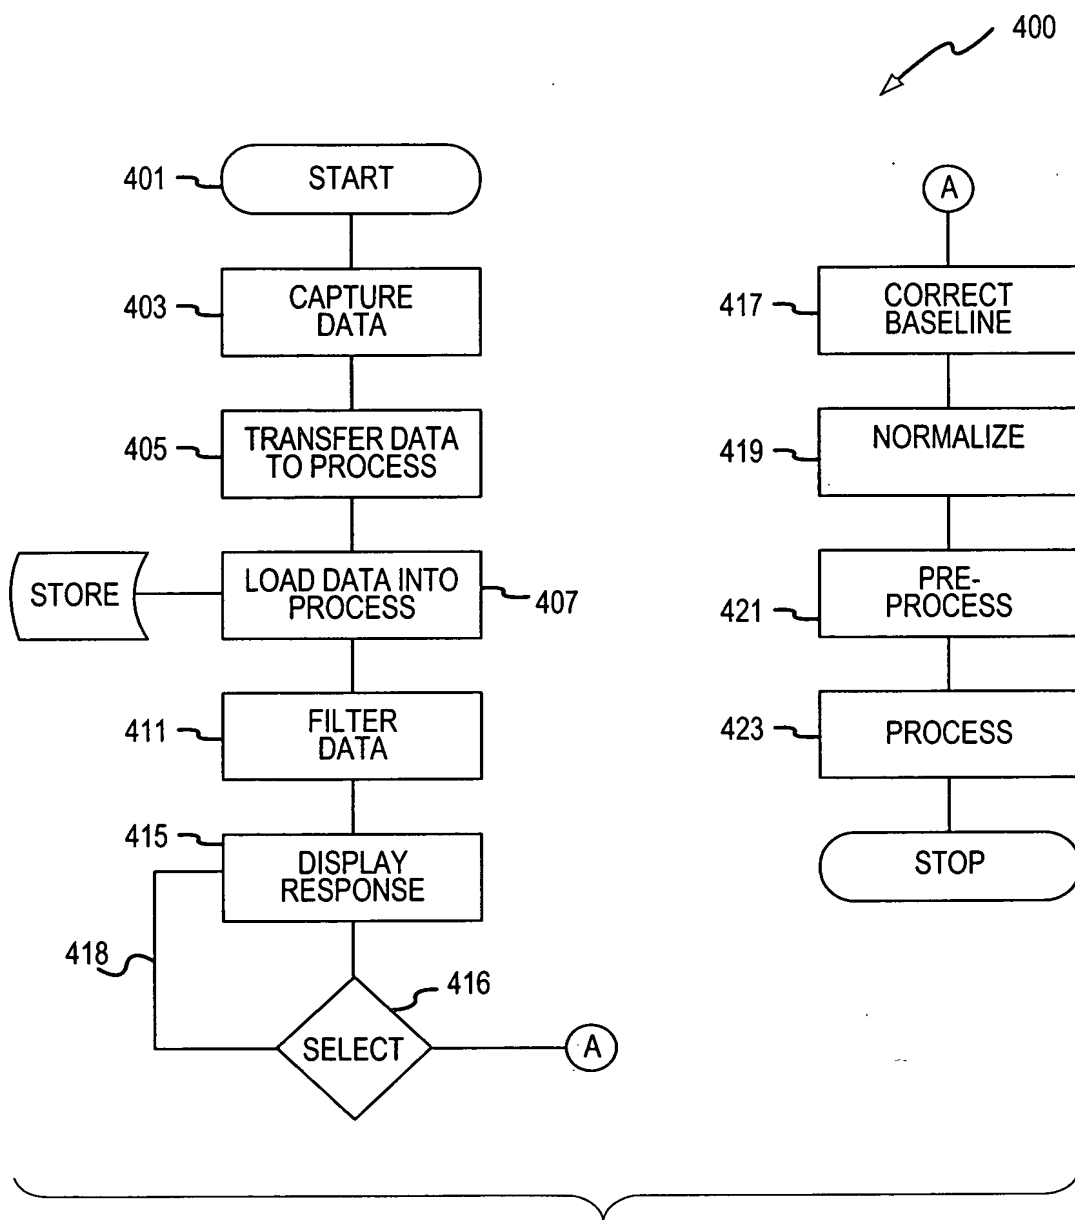 400
401
START
403
CAPTURE
DATA
405
TRANSFER DATA
TO PROCESS
STORE
LOAD DATA INTO
PROCESS
407
411
FILTER
DATA
415
DISPLAY
RESPONSE
418
416
SELECT
A
A
417
CORRECT
BASELINE
419
NORMALIZE
421
PRE-
PROCESS
423
PROCESS
STOP